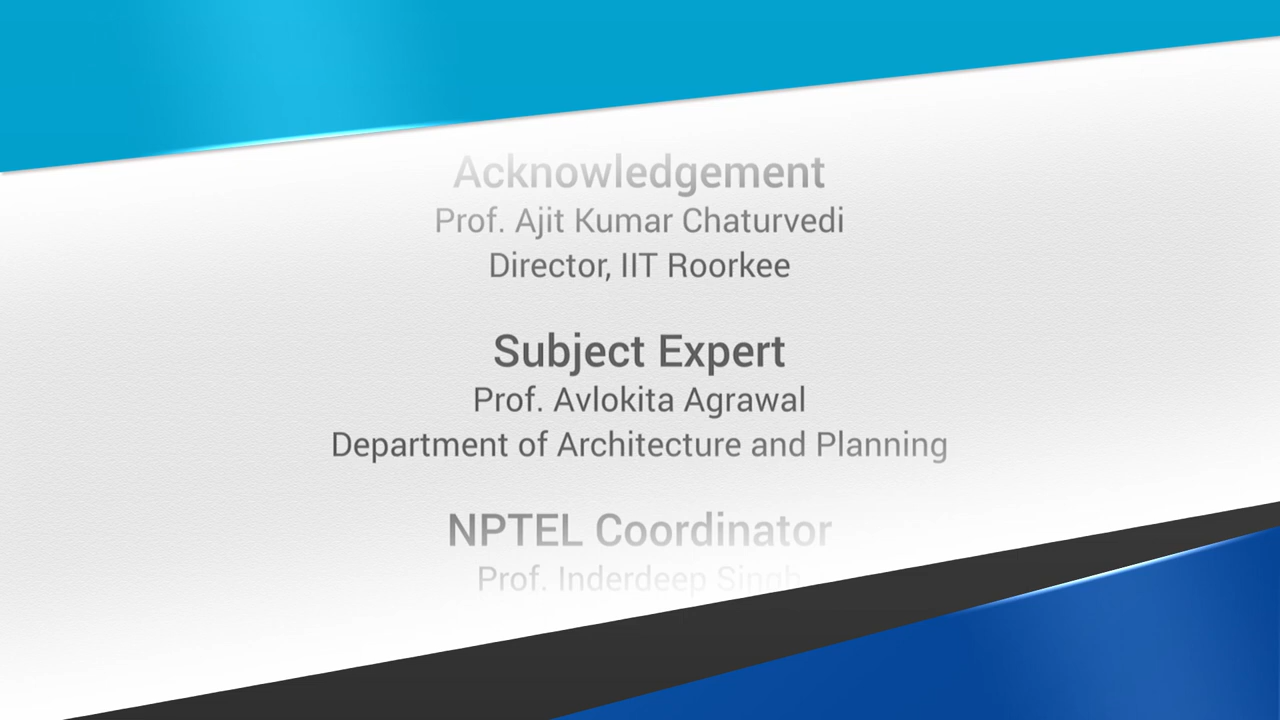 Acknowledgement
Prof. Ajit Kumar Chaturvedi
Director, IIT Roorkee
Subject Expert
Prof. Avlokita Agrawal
Department of Architecture and Planning
NPTEL Coordinator
Prof. Inderdeep Singh